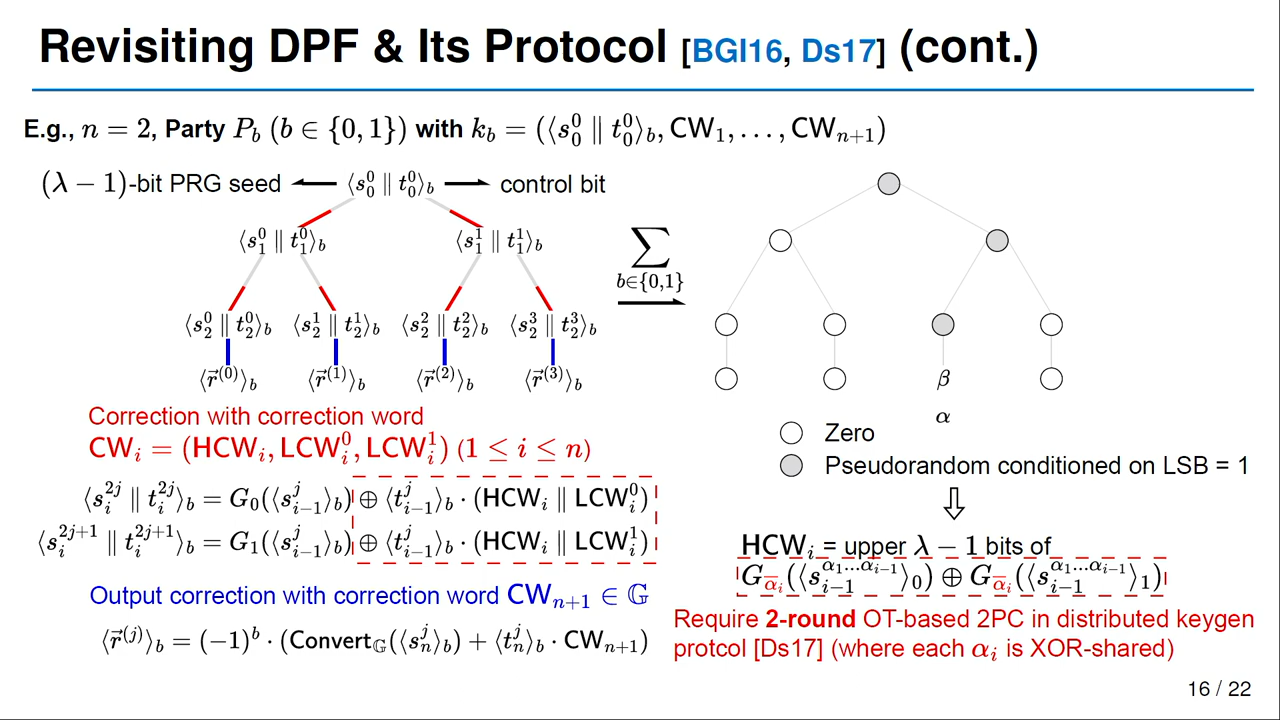 Revisiting DPF & Its Protocol [BGI16, Ds17] (cont.)
E.g., n = 2, Party P_b (b ∈ {0,1}) with k_b = (⟨s_0^0 ∥ t_0^0⟩_b, CW_1, . . . , CW_{n+1})
(λ − 1)-bit PRG seed ⟵ ⟨s_0^0 ∥ t_0^0⟩_b ⟶ control bit
⟨s_1^0 ∥ t_1^0⟩_b ⟨s_1^1 ∥ t_1^1⟩_b
∑_{b∈{0,1}}
⟨s_2^0 ∥ t_2^0⟩_b ⟨s_2^1 ∥ t_2^1⟩_b ⟨s_2^2 ∥ t_2^2⟩_b ⟨s_2^3 ∥ t_2^3⟩_b
⟨r⃗^{(0)}⟩_b ⟨r⃗^{(1)}⟩_b ⟨r⃗^{(2)}⟩_b ⟨r⃗^{(3)}⟩_b
β
α
Correction with correction word
CW_i = (HCW_i, LCW_i^0, LCW_i^1) (1 ≤ i ≤ n)
⟨s_i^{2j} ∥ t_i^{2j}⟩_b = G_0(⟨s_{i−1}^j⟩_b) ⊕ ⟨t_{i−1}^j⟩_b · (HCW_i ∥ LCW_i^0)
⟨s_i^{2j+1} ∥ t_i^{2j+1}⟩_b = G_1(⟨s_{i−1}^j⟩_b) ⊕ ⟨t_{i−1}^j⟩_b · (HCW_i ∥ LCW_i^1)
Output correction with correction word CW_{n+1} ∈ 𝔾
⟨r⃗^{(j)}⟩_b = (−1)^b · (Convert_𝔾(⟨s_n^j⟩_b) + ⟨t_n^j⟩_b · CW_{n+1})
Zero
Pseudorandom conditioned on LSB = 1
HCW_i = upper λ − 1 bits of
G_{α̅_i}(⟨s_{i−1}^{α_1...α_{i−1}}⟩_0) ⊕ G_{α̅_i}(⟨s_{i−1}^{α_1...α_{i−1}}⟩_1)
Require 2-round OT-based 2PC in distributed keygen
protcol [Ds17] (where each α_i is XOR-shared)
16 / 22